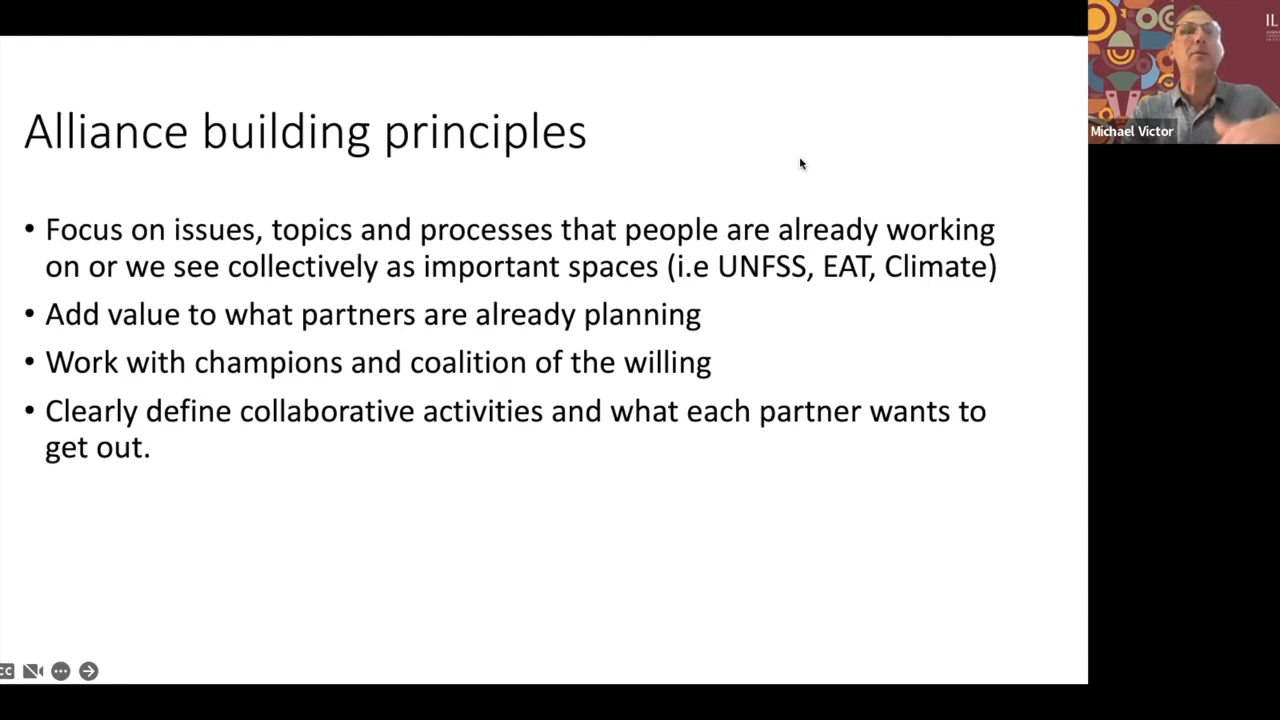 Alliance building principles
• Focus on issues, topics and processes that people are already working
on or we see collectively as important spaces (i.e UNFSS, EAT, Climate)
• Add value to what partners are already planning
• Work with champions and coalition of the willing
• Clearly define collaborative activities and what each partner wants to
get out.
IL
Michael Victor
CC